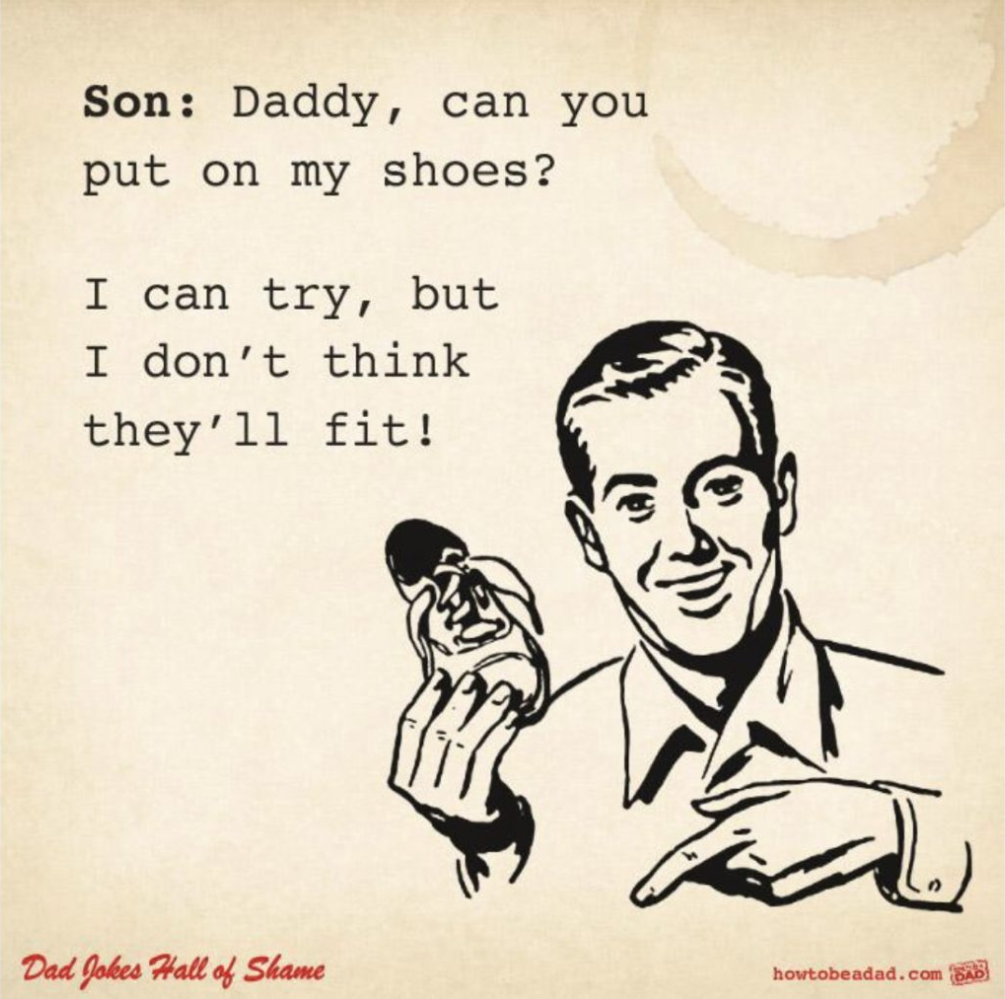 Son: Daddy, can you
put on my shoes?
I can try, but
I don't think
they'll fit!
Dad Jokes Hall of Shame
howtobeadad.com
DAD